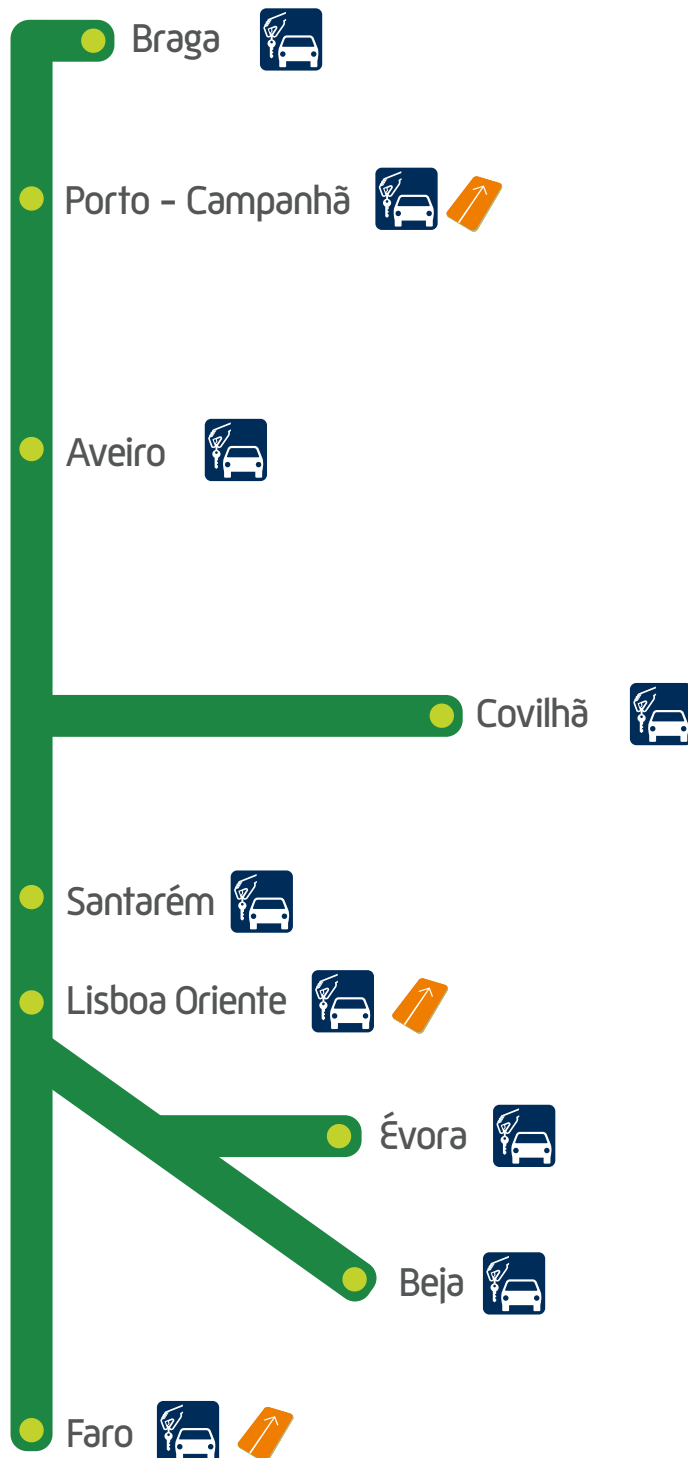 Braga
Porto - Campanhã
Aveiro
Covilhã
Santarém
Lisboa Oriente
Évora
Beja
Faro